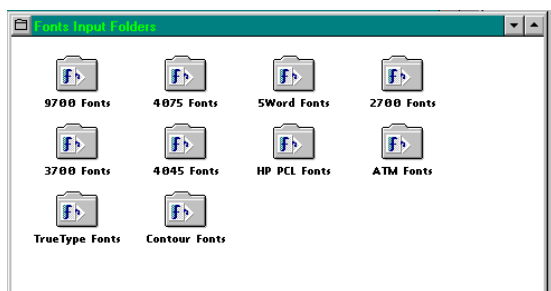 Fonts Input Folders
9700 Fonts
4075 Fonts
5Word Fonts
2700 Fonts
3700 Fonts
4045 Fonts
HP PCL Fonts
ATM Fonts
TrueType Fonts
Contour Fonts